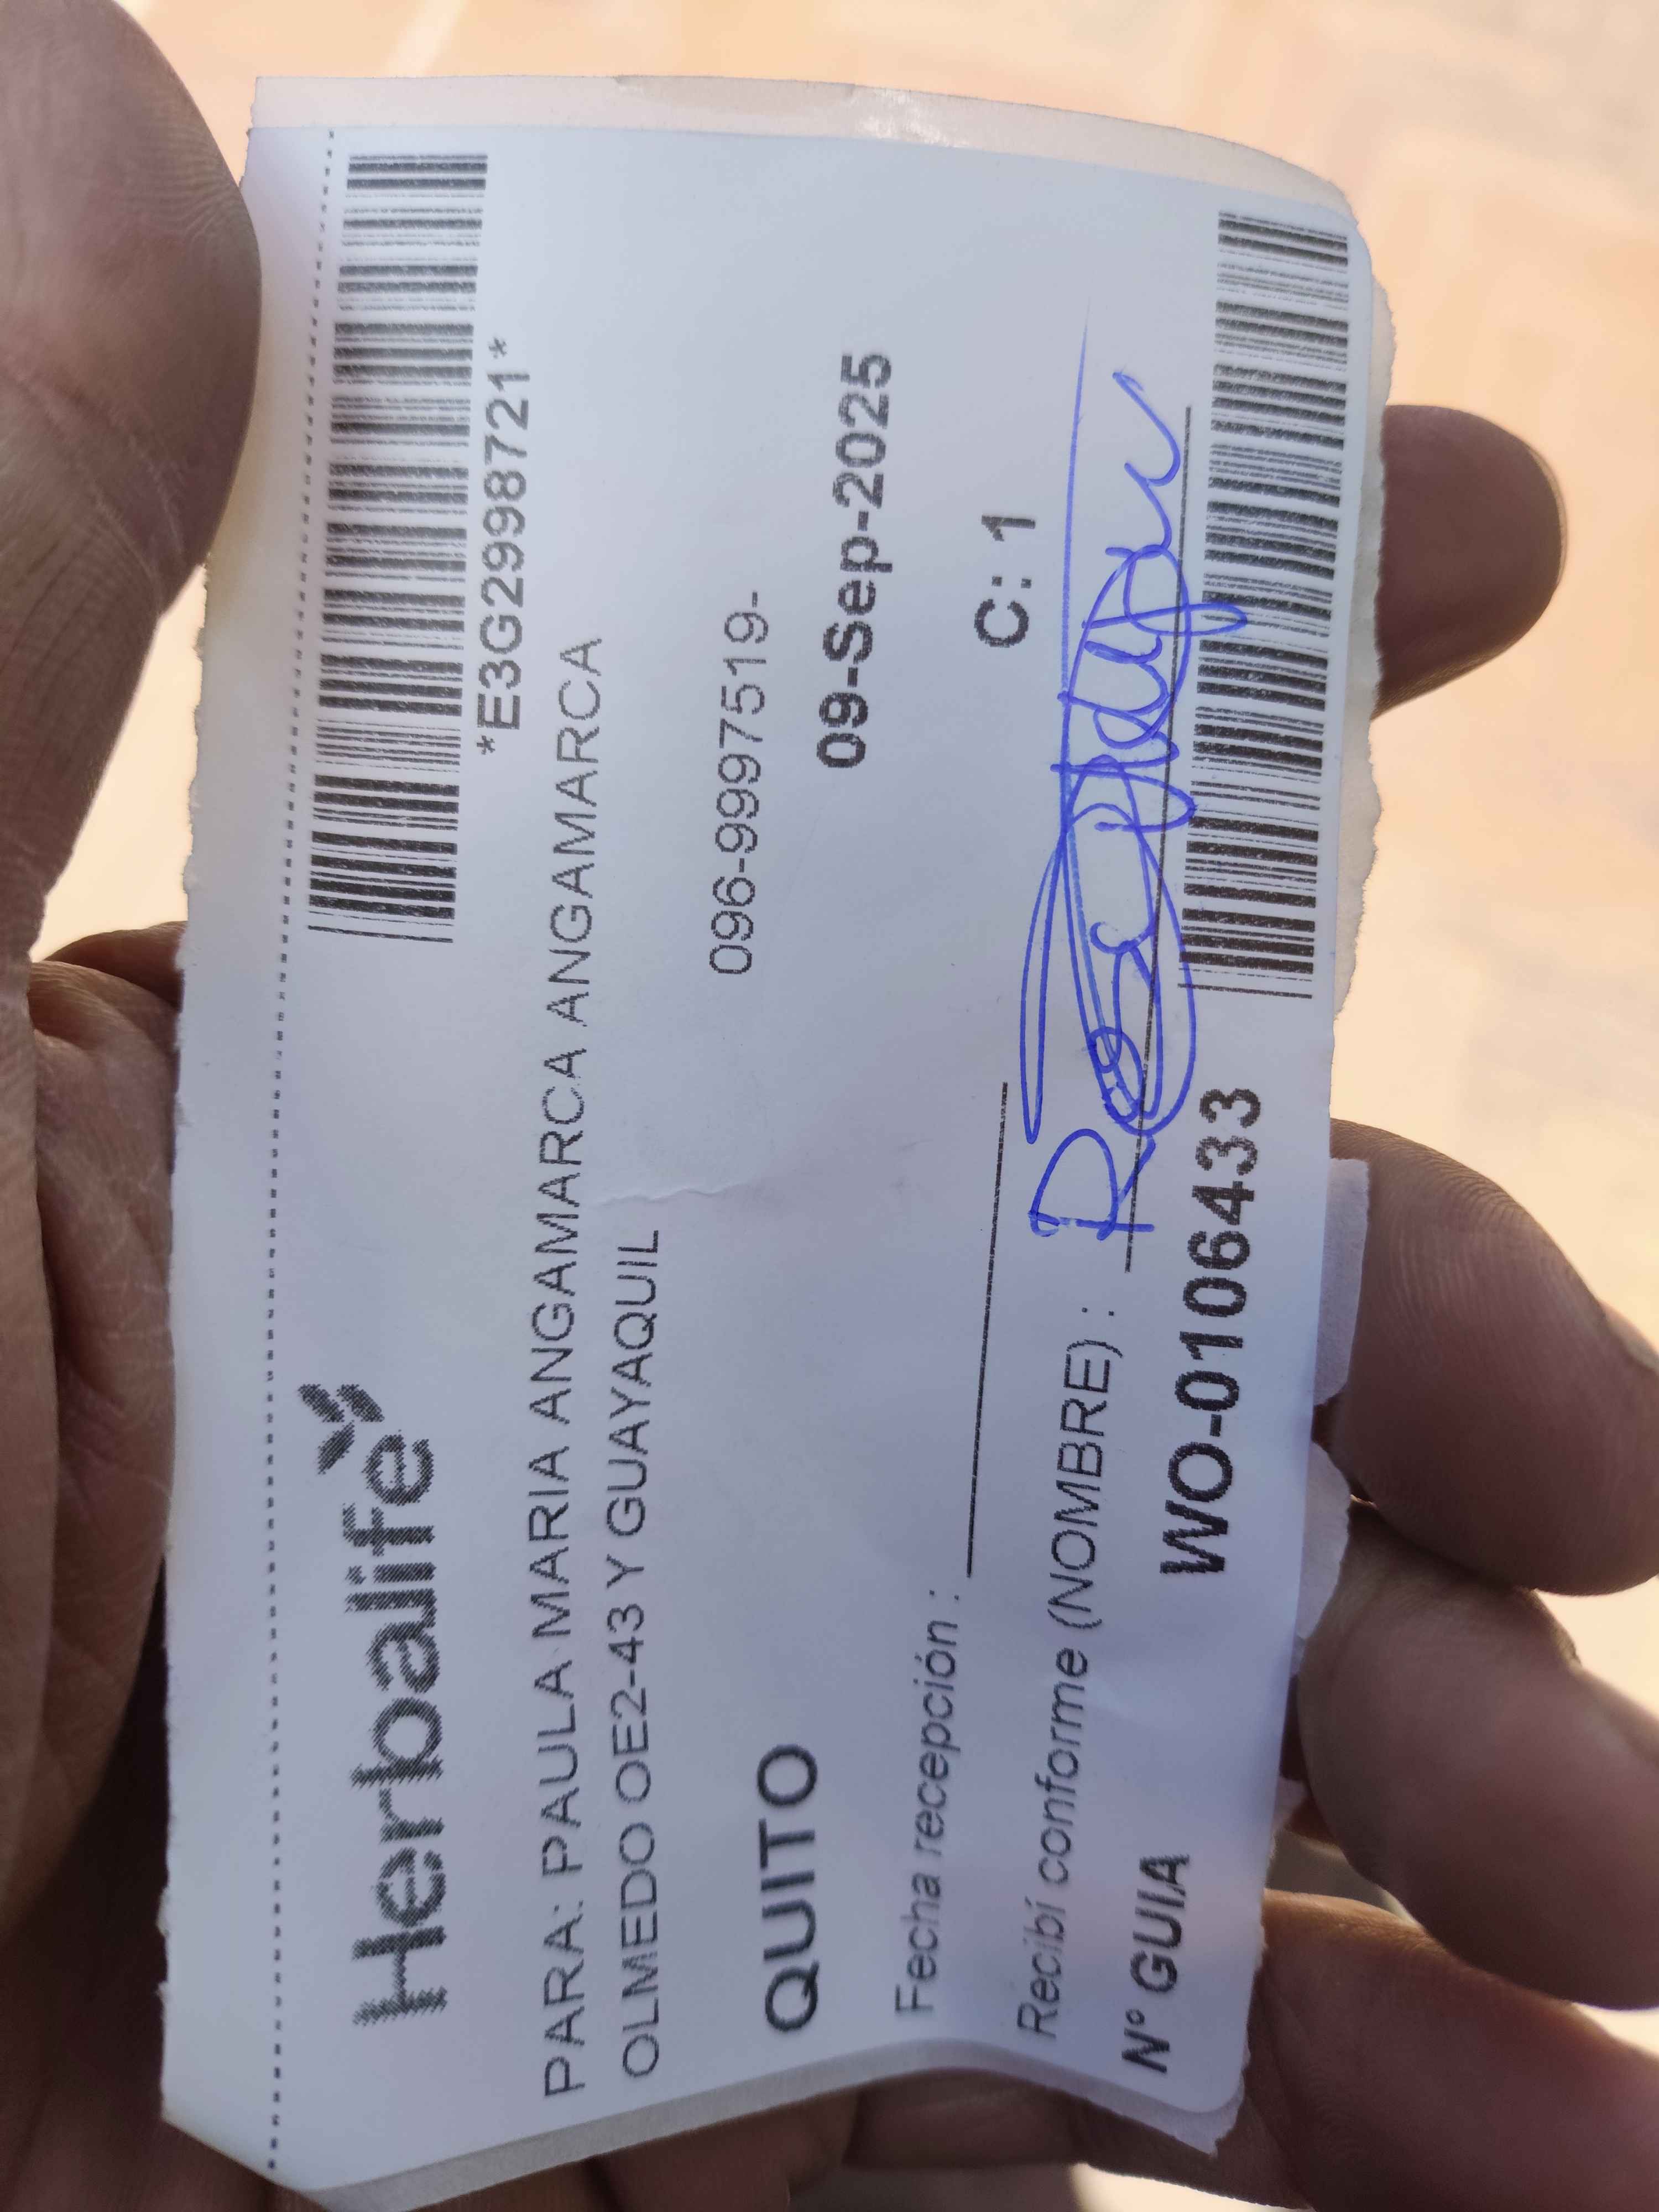 Herbalife
*E3G2998721*
PARA: PAULA MARIA ANGAMARCA ANGAMARCA ANGAMARCA
OLMEDO OE2-43 Y GUAYAQUIL
096-9997519-
QUITO
09-Sep-2025
Fecha recepción :
C: 1
Recibí conforme (NOMBRE) :
N° GUIA
WO-0106433